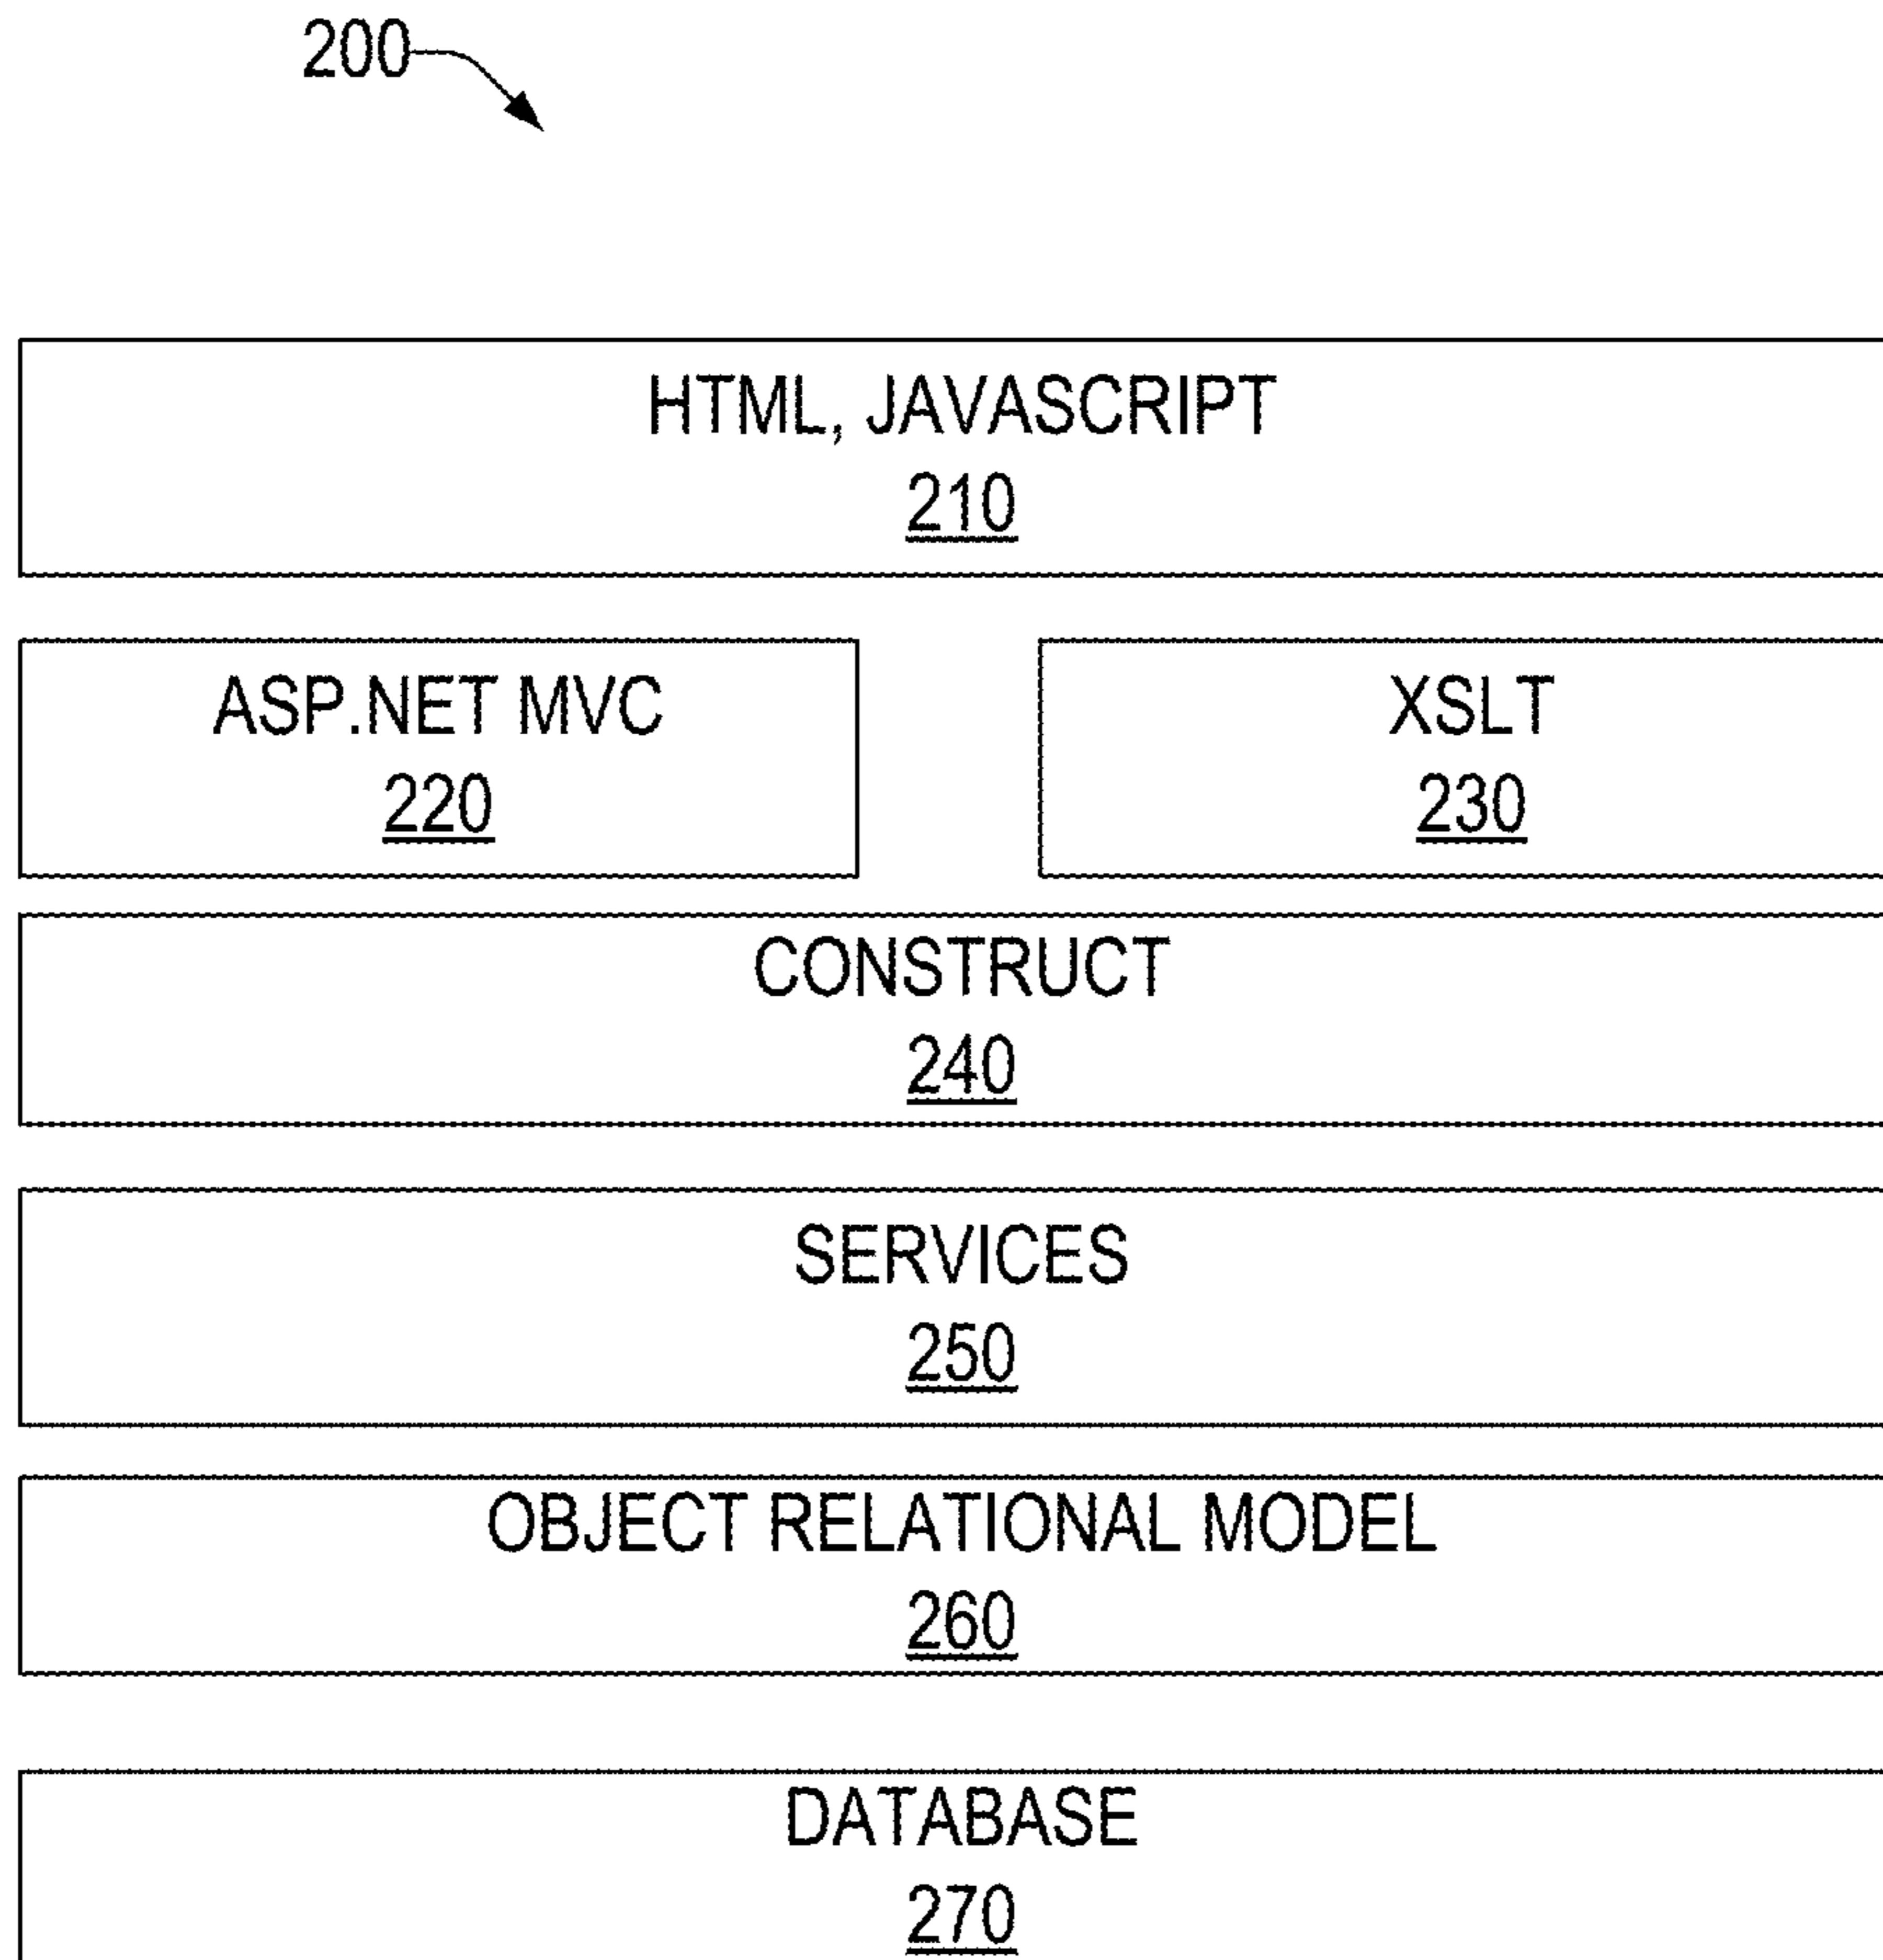 200
HTML, JAVASCRIPT
210
ASP.NET MVC
220
XSLT
230
CONSTRUCT
240
SERVICES
250
OBJECT RELATIONAL MODEL
260
DATABASE
270